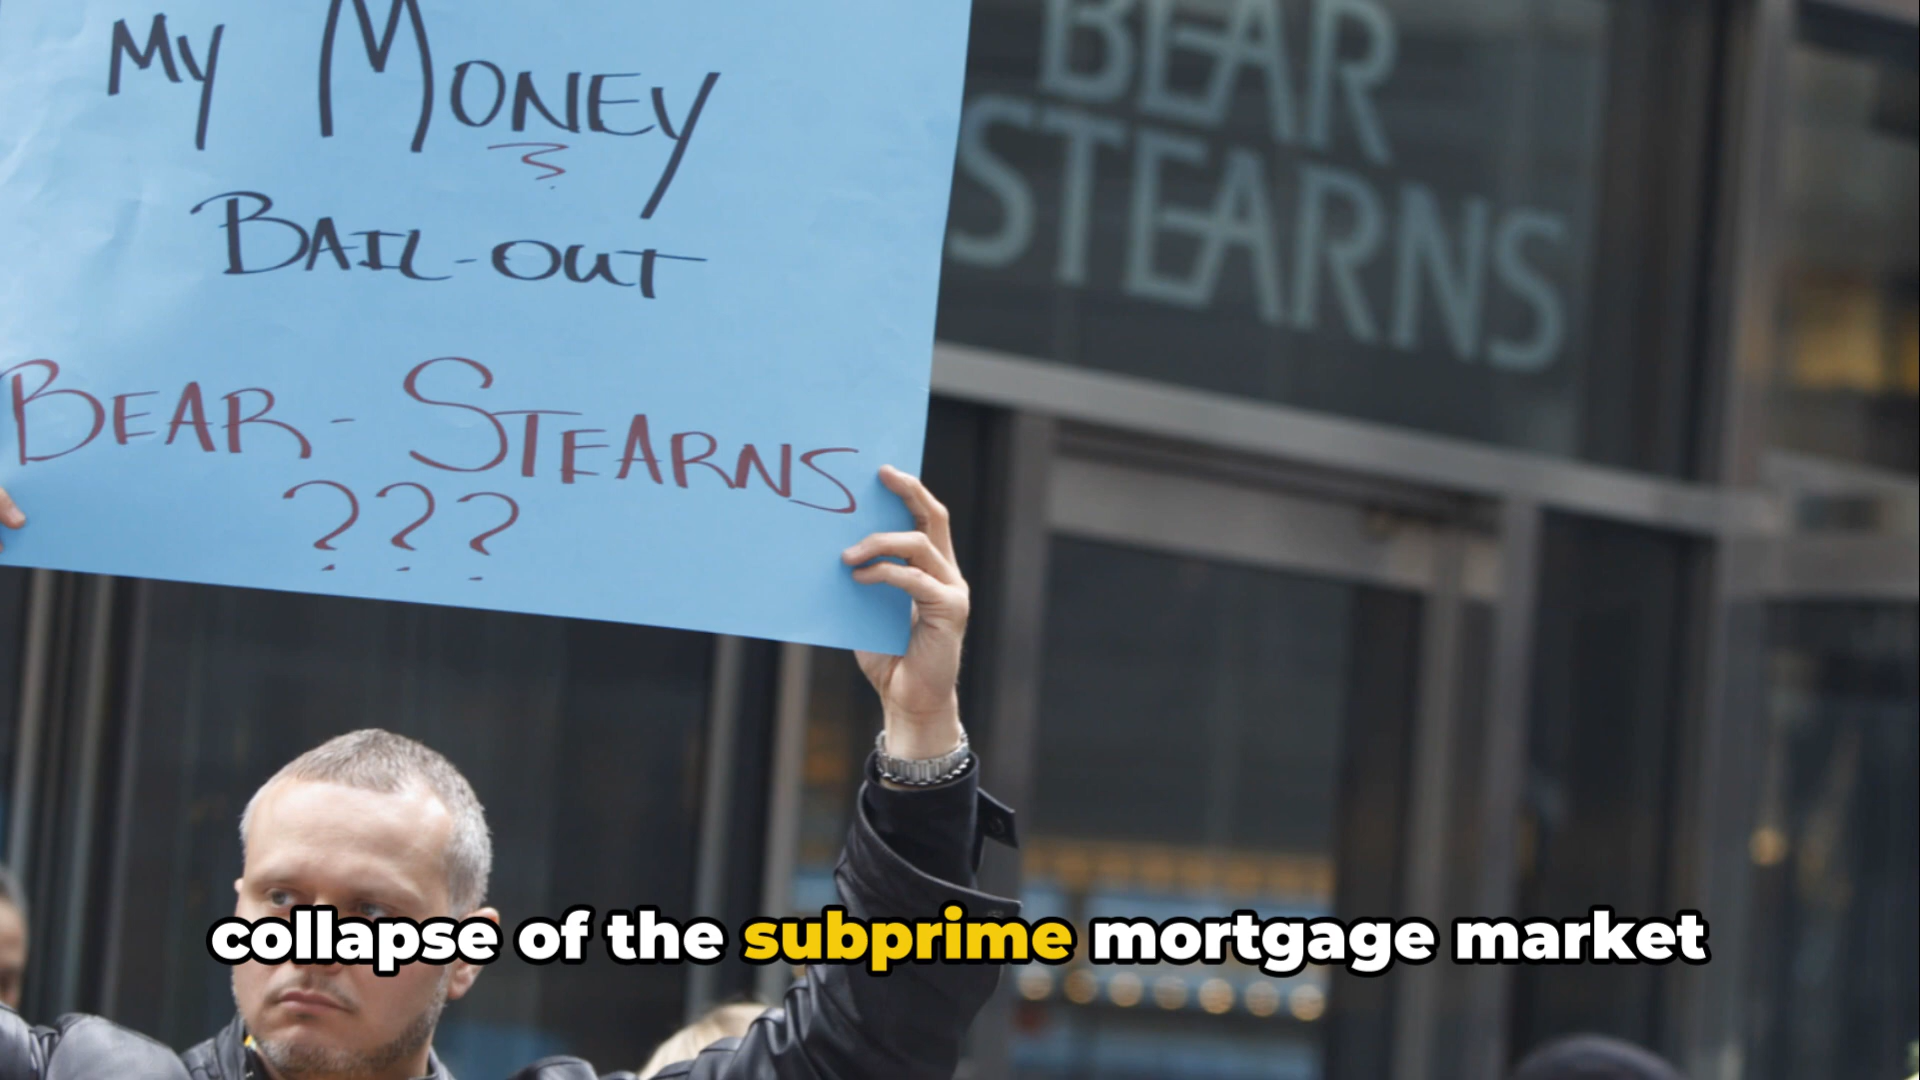 My MONEY
BAIL-OUT
BEAR-STEARNS
???
BEAR
STEARNS
collapse of the subprime mortgage market